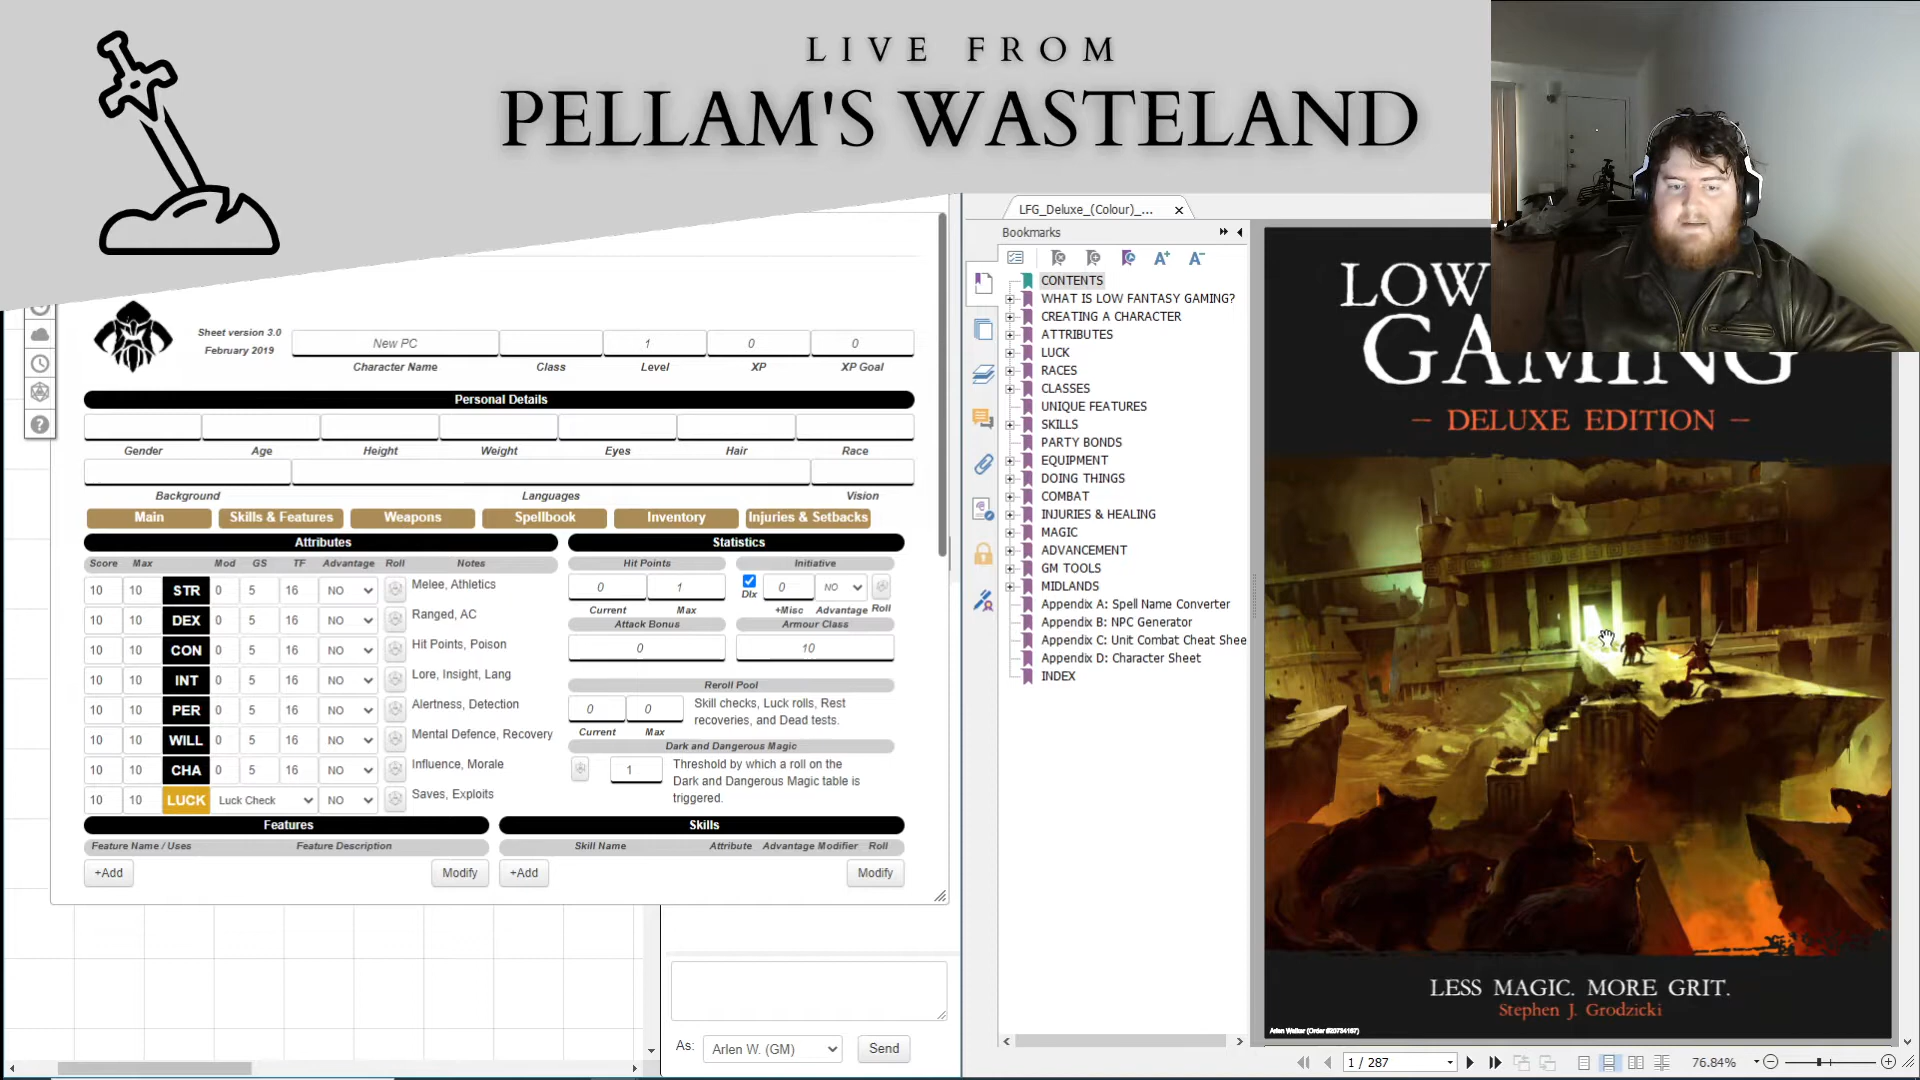 LIVE FROM
PELLAM'S WASTELAND
Sheet version 3.0
February 2019
New PC
1
0
0
Character Name
Class
Level
XP
XP Goal
Personal Details
Gender
Age
Height
Weight
Eyes
Hair
Race
Background
Languages
Vision
Main
Skills & Features
Weapons
Spellbook
Inventory
Injuries & Setbacks
Attributes
Score Max Mod GS TF Advantage Roll Notes
10 10 STR 0 5 16 NO Melee, Athletics
10 10 DEX 0 5 16 NO Ranged, AC
10 10 CON 0 5 16 NO Hit Points, Poison
10 10 INT 0 5 16 NO Lore, Insight, Lang
10 10 PER 0 5 16 NO Alertness, Detection
10 10 WILL 0 5 16 NO Mental Defence, Recovery
10 10 CHA 0 5 16 NO Influence, Morale
10 10 LUCK Luck Check NO Saves, Exploits
Statistics
Hit Points
Initiative
0 1
DIx 0 NO
Current Max
+Misc Advantage Roll
Attack Bonus
Armour Class
0
10
Reroll Pool
0 0
Skill checks, Luck rolls, Rest
recoveries, and Dead tests.
Current Max
Dark and Dangerous Magic
1
Threshold by which a roll on the
Dark and Dangerous Magic table is
triggered.
Features
Feature Name / Uses Feature Description
+Add Modify
Skills
Skill Name Attribute Advantage Modifier Roll
+Add Modify
As: Arlen W. (GM) Send
LFG_Deluxe_(Colour)_...
Bookmarks
A+ A-
CONTENTS
WHAT IS LOW FANTASY GAMING?
CREATING A CHARACTER
ATTRIBUTES
LUCK
RACES
CLASSES
UNIQUE FEATURES
SKILLS
PARTY BONDS
EQUIPMENT
DOING THINGS
COMBAT
INJURIES & HEALING
MAGIC
ADVANCEMENT
GM TOOLS
MIDLANDS
Appendix A: Spell Name Converter
Appendix B: NPC Generator
Appendix C: Unit Combat Cheat Shee
Appendix D: Character Sheet
INDEX
LOW
GAMING
— DELUXE EDITION —
LESS MAGIC. MORE GRIT.
Stephen J. Grodzicki
1 / 287
76.84%